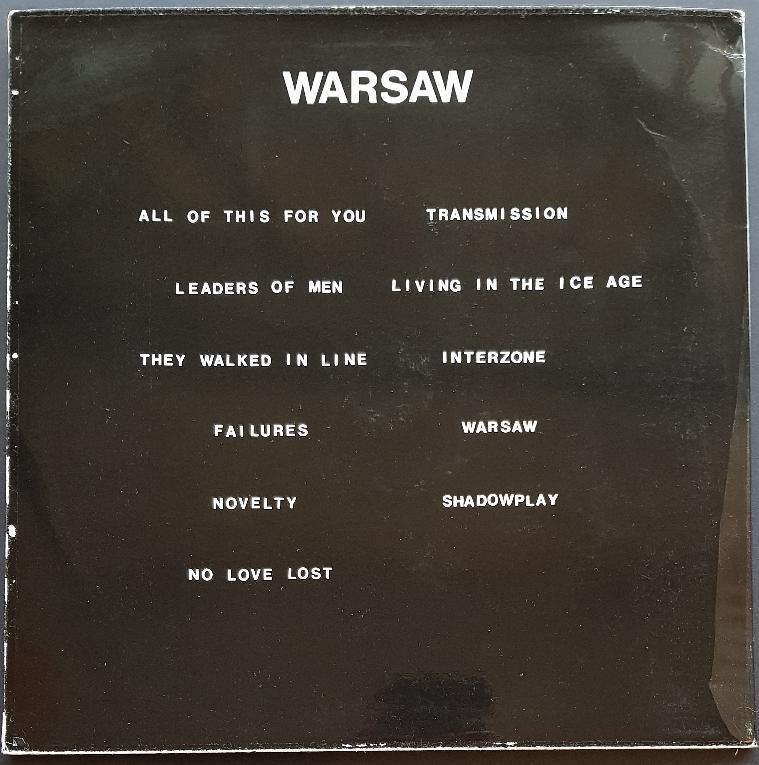 WARSAW
ALL OF THIS FOR YOU
LEADERS OF MEN
THEY WALKED IN LINE
FAILURES
NOVELTY
NO LOVE LOST
TRANSMISSION
LIVING IN THE ICE AGE
INTERZONE
WARSAW
SHADOWPLAY